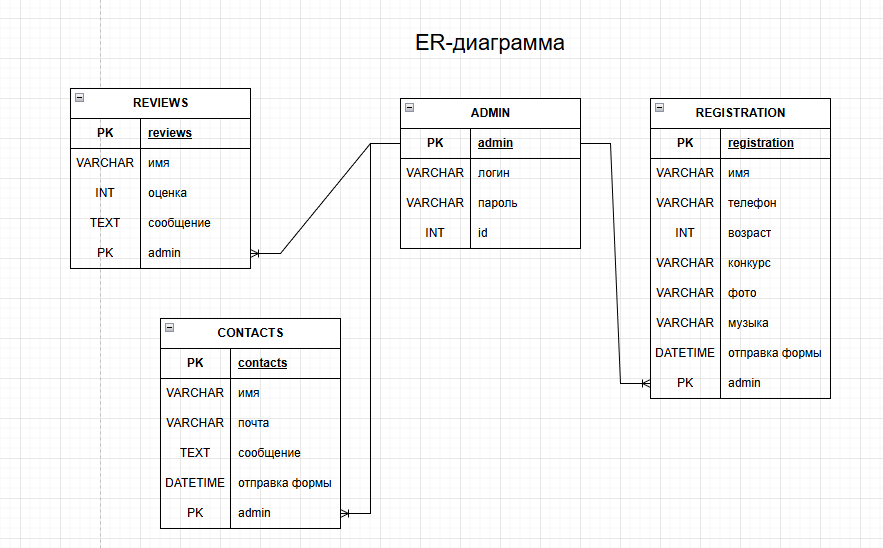 ER-диаграмма
REVIEWS
PK reviews
VARCHAR имя
INT оценка
TEXT сообщение
PK admin
ADMIN
PK admin
VARCHAR логин
VARCHAR пароль
INT id
REGISTRATION
PK registration
VARCHAR имя
VARCHAR телефон
INT возраст
VARCHAR конкурс
VARCHAR фото
VARCHAR музыка
DATETIME отправка формы
PK admin
CONTACTS
PK contacts
VARCHAR имя
VARCHAR почта
TEXT сообщение
DATETIME отправка формы
PK admin